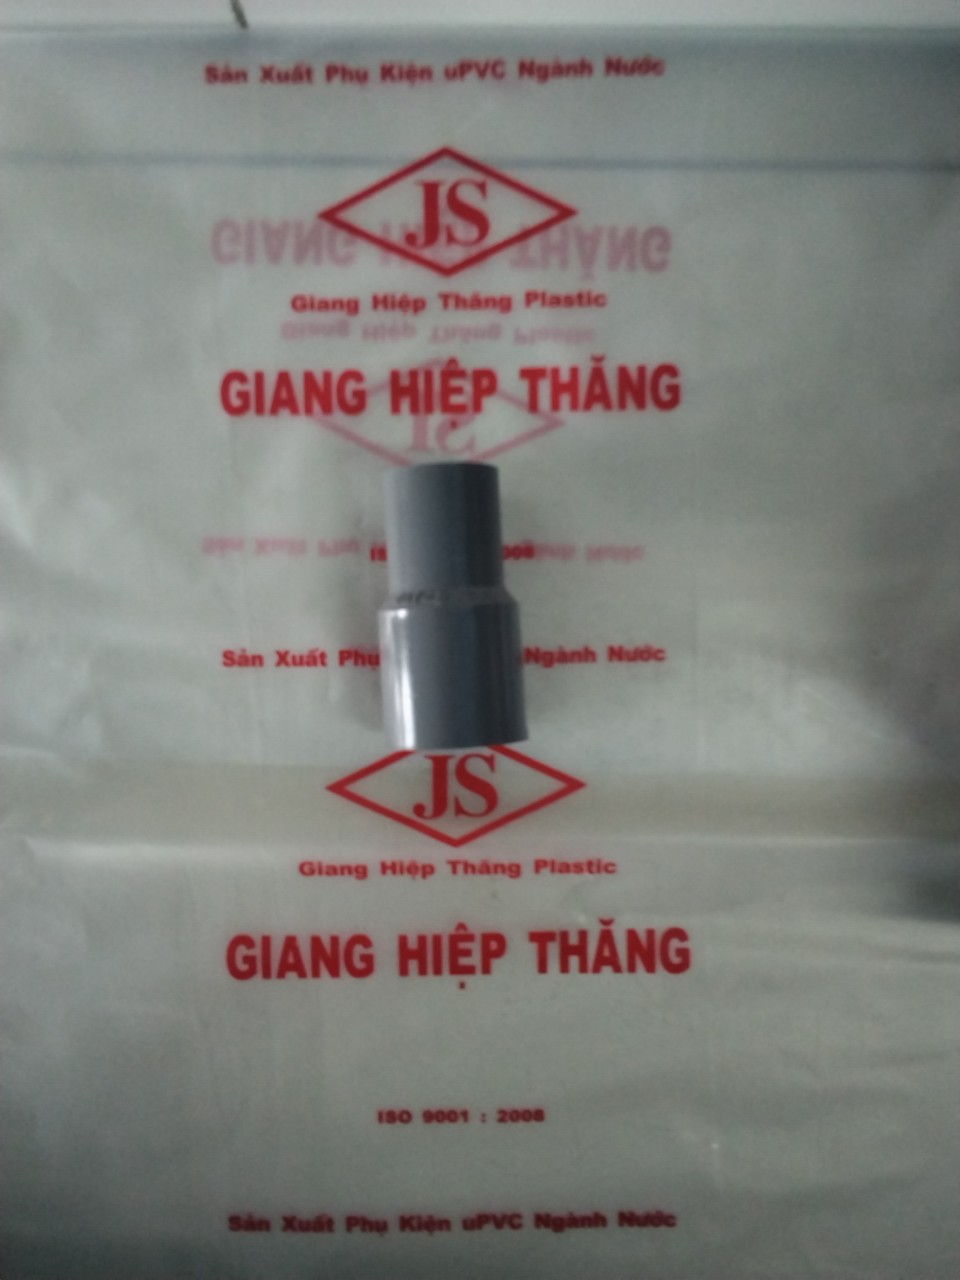 Sản Xuất Phụ Kiện uPVC Ngành Nước
JS
Giang Hiệp Thăng Plastic
GIANG HIỆP THĂNG
Sản Xuất Phụ Ngành Nước
JS
Giang Hiệp Thăng Plastic
GIANG HIỆP THĂNG
ISO 9001 : 2008
Sản Xuất Phụ Kiện uPVC Ngành Nước